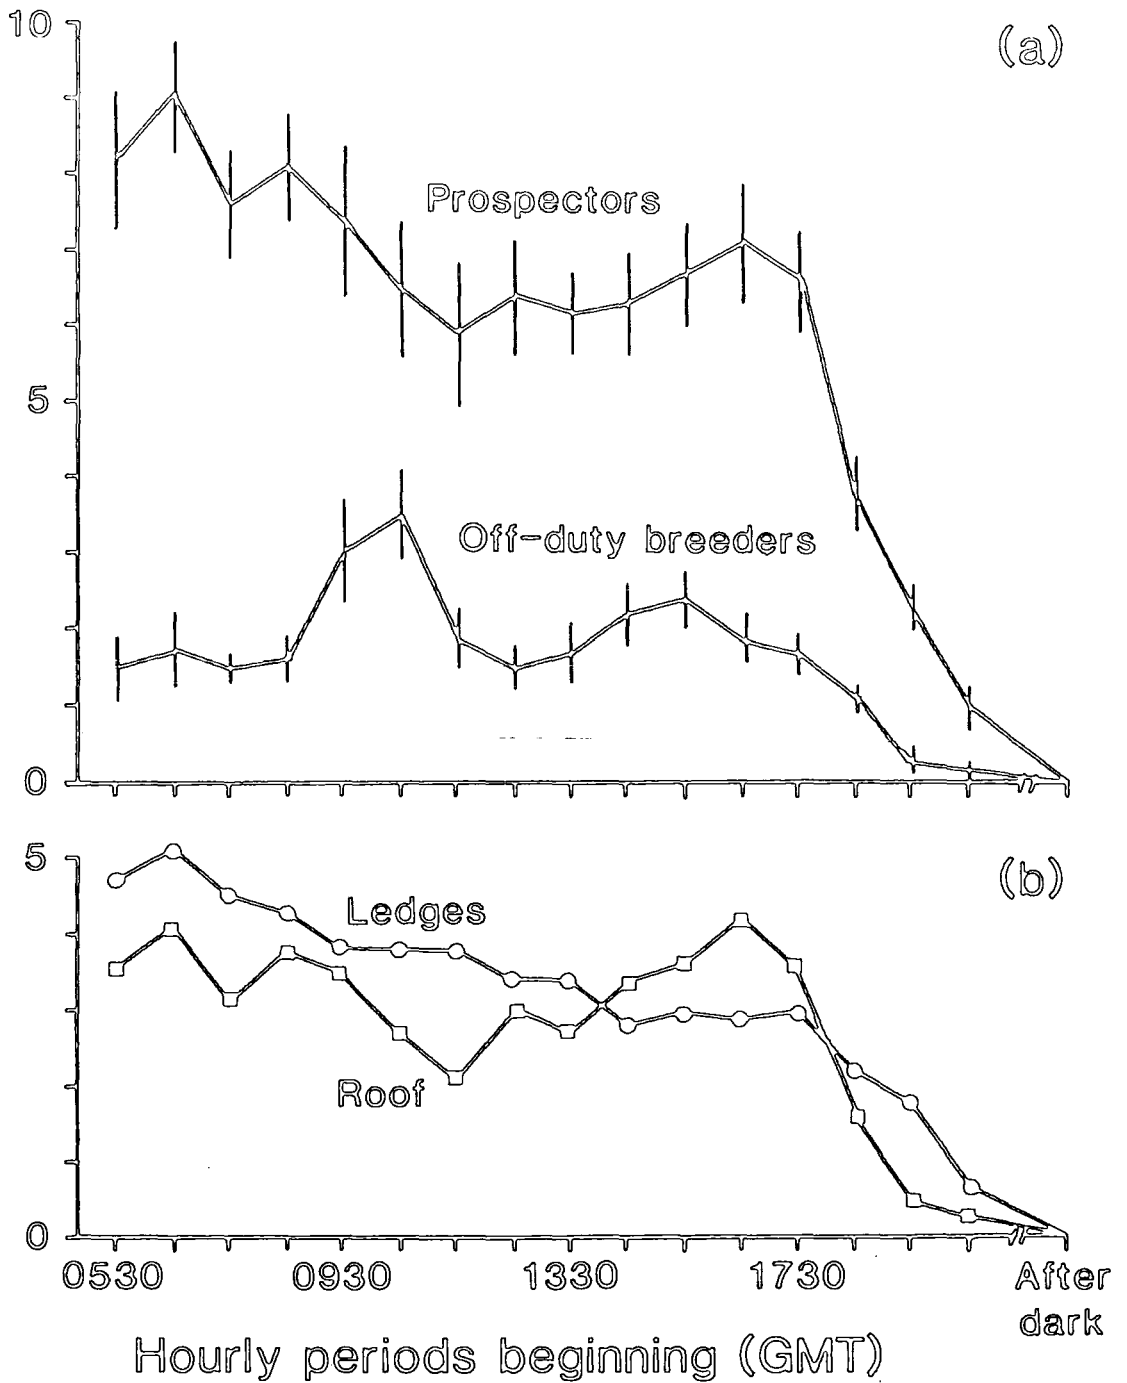 10
(a)
Prospectors
5
Off-duty breeders
0
5
(b)
Ledges
Roof
0
0530 0930 1330 1730 After dark
Hourly periods beginning (GMT)